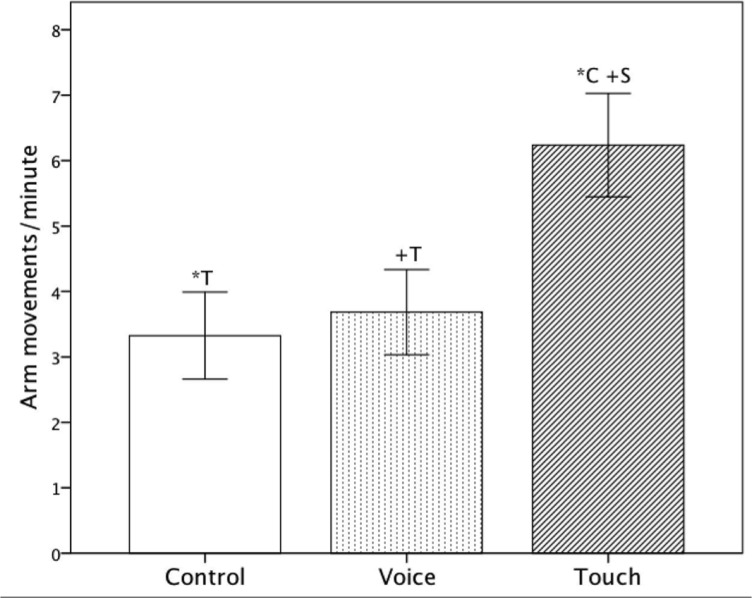 8
7
6
5
4
3
2
1
0
Arm movements/minute
*T
+T
*C +S
Control
Voice
Touch